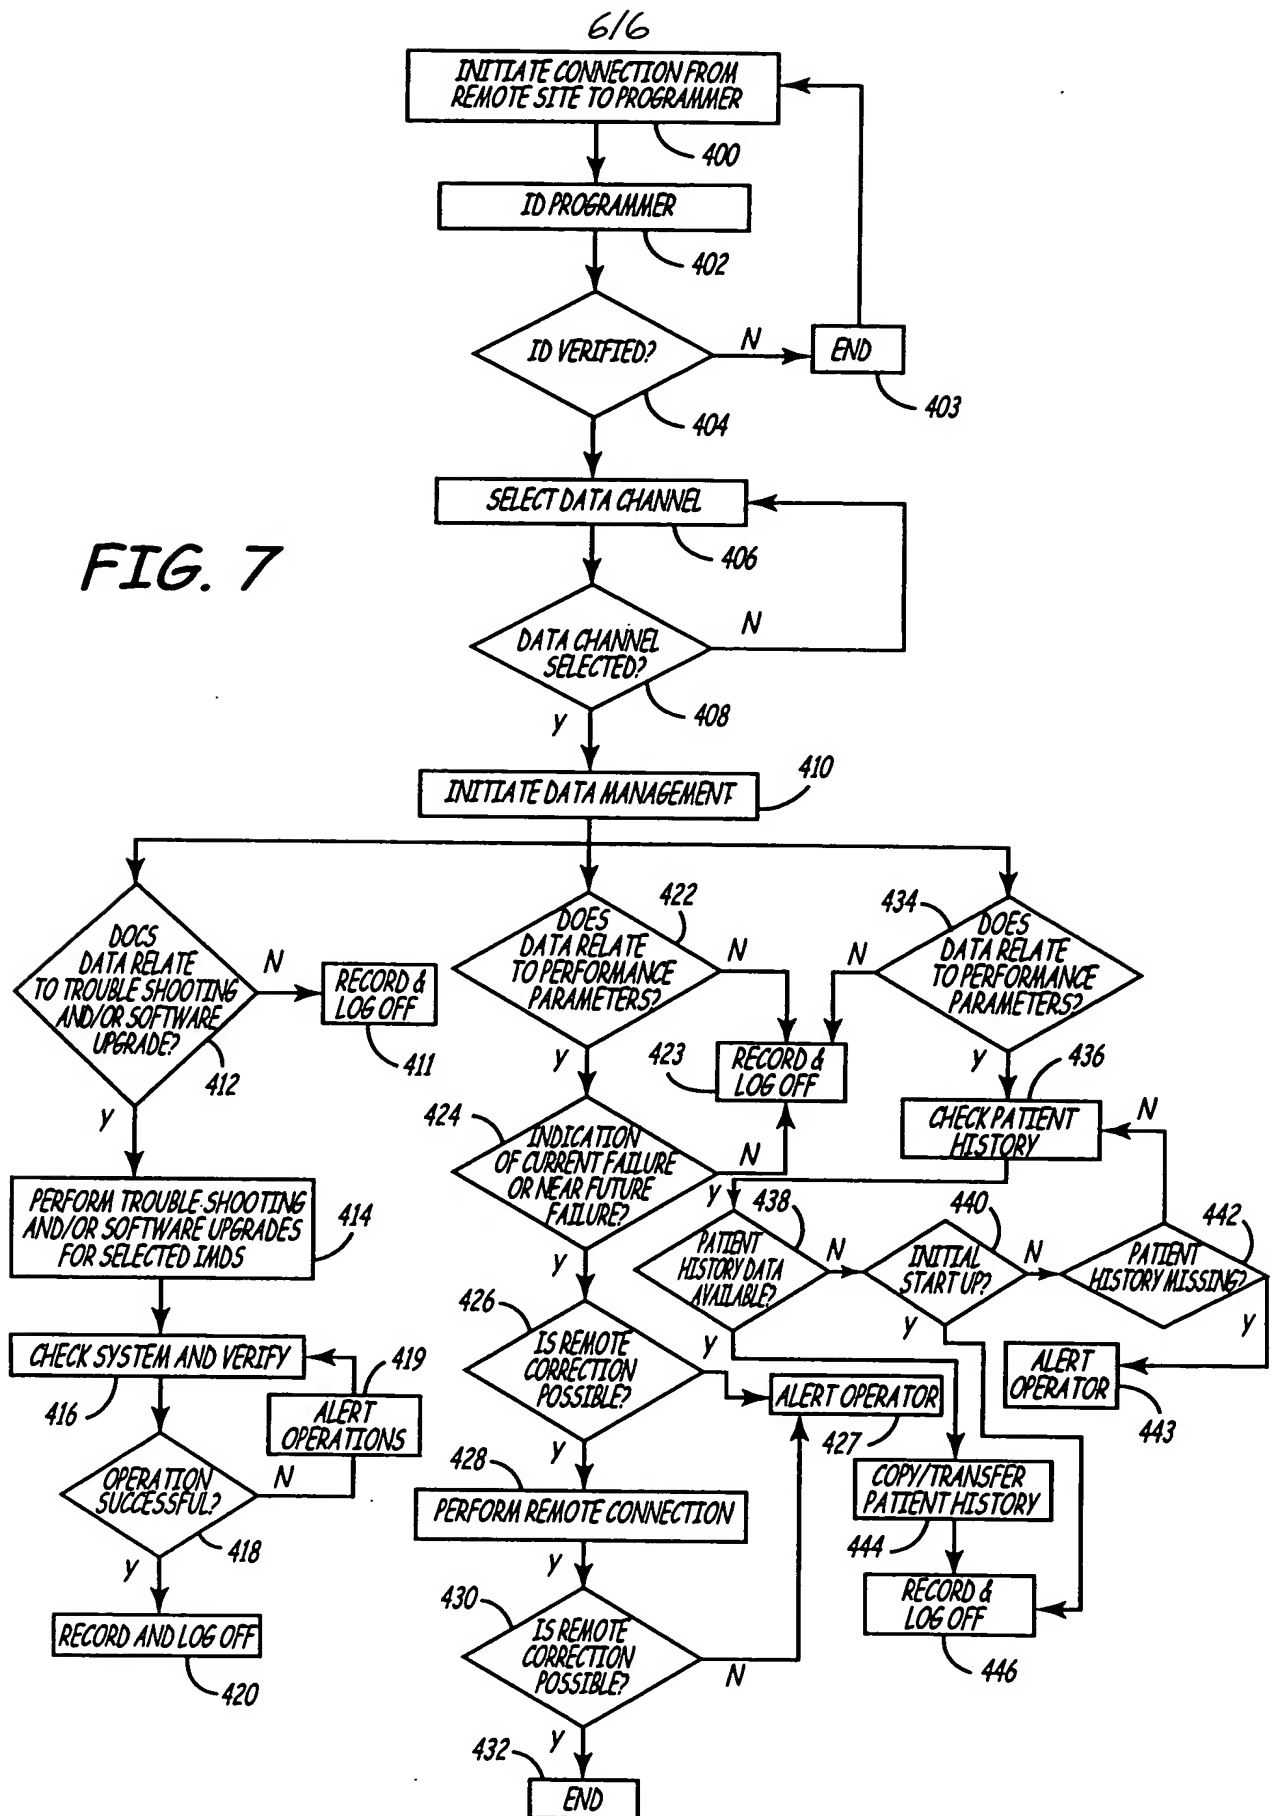 6/6
INITIATE CONNECTION FROM
REMOTE SITE TO PROGRAMMER
400
ID PROGRAMMER
402
ID VERIFIED?
N
END
403
404
SELECT DATA CHANNEL
406
FIG. 7
DATA CHANNEL
SELECTED?
N
408
Y
INITIATE DATA MANAGEMENT
410
DOCS
DATA RELATE
TO TROUBLE SHOOTING
AND/OR SOFTWARE
UPGRADE?
412
N
RECORD &
LOG OFF
411
Y
PERFORM TROUBLE-SHOOTING
AND/OR SOFTWARE UPGRADES
FOR SELECTED IMDS
414
CHECK SYSTEM AND VERIFY
416
419
ALERT
OPERATIONS
OPERATION
SUCCESSFUL?
N
418
Y
RECORD AND LOG OFF
420
DOES
DATA RELATE
TO PERFORMANCE
PARAMETERS?
422
N
Y
423
RECORD &
LOG OFF
424
INDICATION
OF CURRENT FAILURE
OR NEAR FUTURE
FAILURE?
N
Y
426
IS REMOTE
CORRECTION
POSSIBLE?
ALERT OPERATOR
427
Y
428
PERFORM REMOTE CONNECTION
Y
430
IS REMOTE
CORRECTION
POSSIBLE?
N
Y
432
END
434
DOES
DATA RELATE
TO PERFORMANCE
PARAMETERS?
N
Y
436
CHECK PATIENT
HISTORY
N
Y
438
PATIENT
HISTORY DATA
AVAILABLE?
N
Y
440
INITIAL
START UP?
N
Y
442
PATIENT
HISTORY MISSING?
Y
ALERT
OPERATOR
443
COPY/TRANSFER
PATIENT HISTORY
444
RECORD &
LOG OFF
446